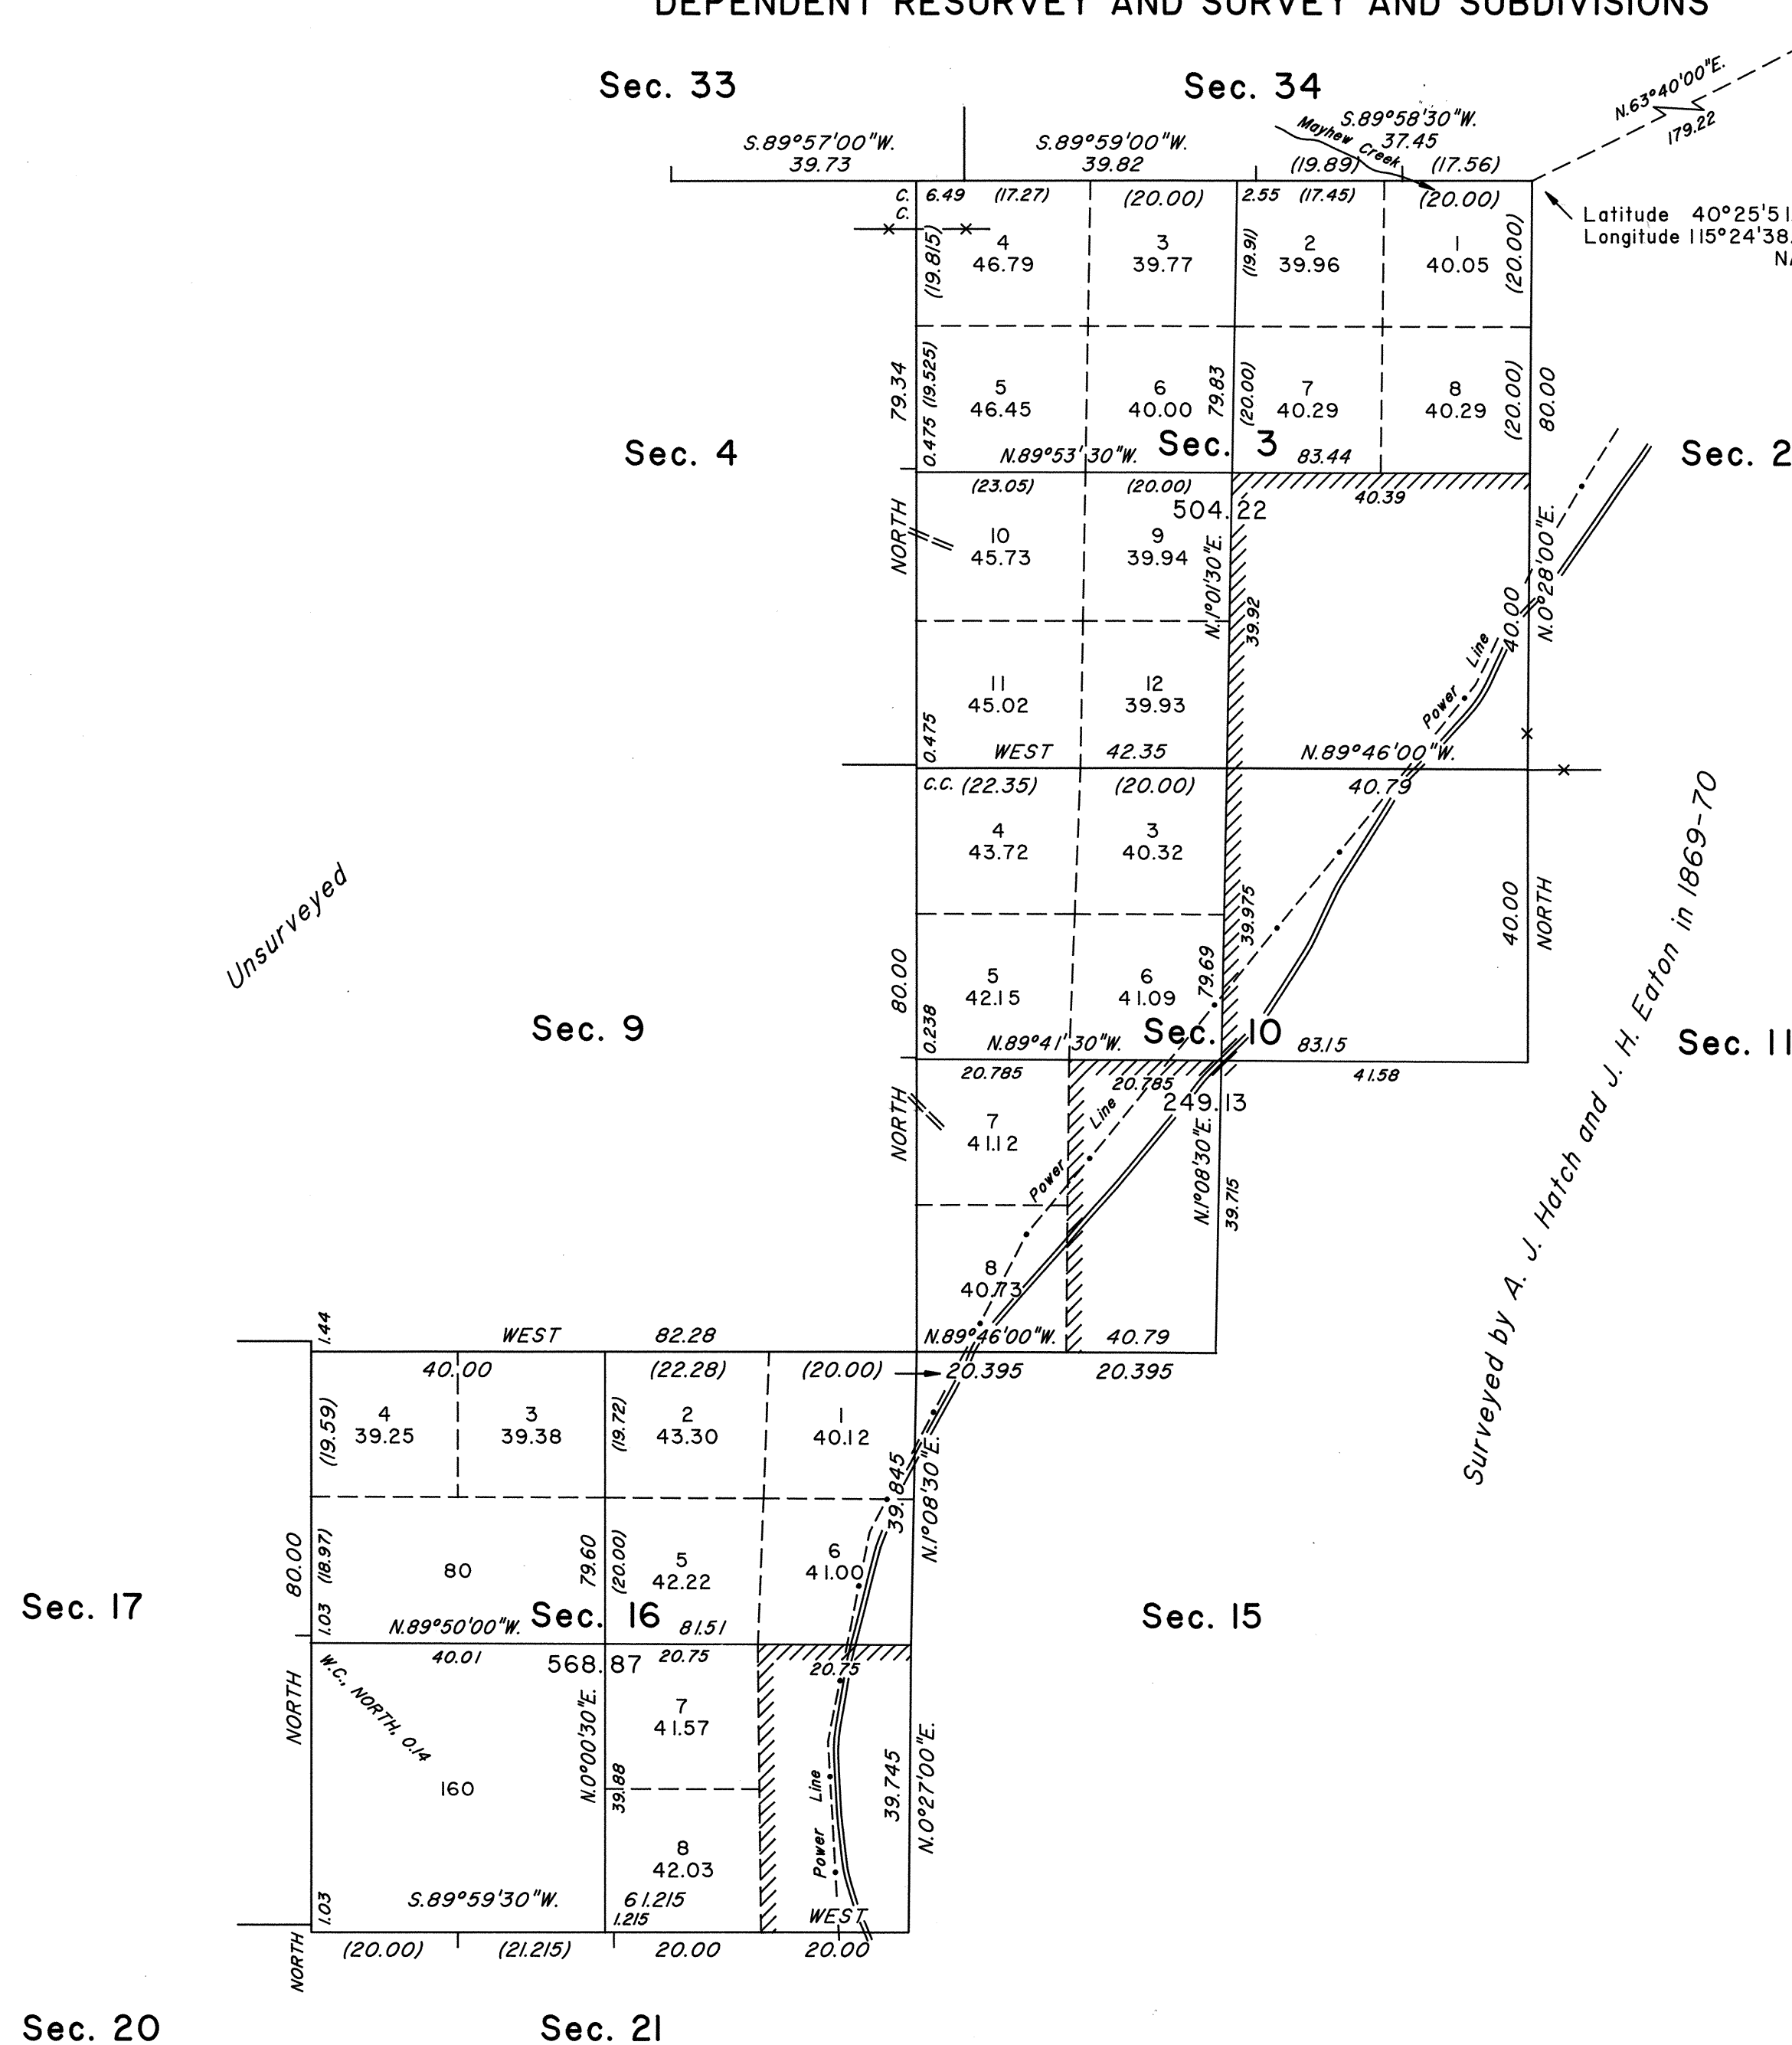 DEPENDENT RESURVEY AND SURVEY AND SUBDIVISIONS
Sec. 33
Sec. 34
N.63°40'00"E.
179.22
S.89°57'00"W.
39.73
S.89°59'00"W.
39.82
S.89°58'30"W.
37.45
Mayhew Creek
(19.89)
(17.56)
C.
C.
6.49
(17.27)
(20.00)
2.55
(17.45)
(20.00)
Latitude 40°25'51
Longitude 115°24'38.
NA
(19.815)
4
46.79
3
39.77
(19.91)
2
39.96
1
40.05
(20.00)
79.34
(19.525)
5
46.45
6
40.00
79.83
(20.00)
7
40.29
8
40.29
(20.00)
80.00
Sec. 4
0.475
N.89°53'30"W.
Sec. 3
83.44
Sec. 2
(23.05)
(20.00)
504.22
40.39
NORTH
10
45.73
9
39.94
N.1°01'30"E.
39.92
40.00
N.0°28'00"E.
Power Line
11
45.02
12
39.93
0.475
WEST
42.35
N.89°46'00"W.
C.C. (22.35)
(20.00)
40.79
4
43.72
3
40.32
Unsurveyed
39.975
40.00
NORTH
Surveyed by A. J. Hatch and J. H. Eaton in 1869-70
80.00
5
42.15
6
41.09
79.69
Sec. 9
0.238
N.89°41'30"W.
Sec. 10
83.15
Sec. 11
20.785
20.785
41.58
249.13
NORTH
7
41.12
Power Line
N.1°08'30"E.
39.715
8
40.73
1.44
WEST
82.28
N.89°46'00"W.
40.79
40.00
(22.28)
(20.00)
20.395
20.395
(19.59)
4
39.25
3
39.38
(19.72)
2
43.30
1
40.12
39.845
N.1°08'30"E.
80.00
(18.97)
80
79.60
(20.00)
5
42.22
6
41.00
Sec. 17
1.03
N.89°50'00"W.
Sec. 16
81.51
Sec. 15
40.01
568.87
20.75
20.75
NORTH
W.C., NORTH, 0.14
N.0°00'30"E.
7
41.57
160
39.88
Power Line
39.745
N.0°27'00"E.
8
42.03
1.03
S.89°59'30"W.
61.215
1.215
WEST
NORTH
(20.00)
(21.215)
20.00
20.00
Sec. 20
Sec. 21